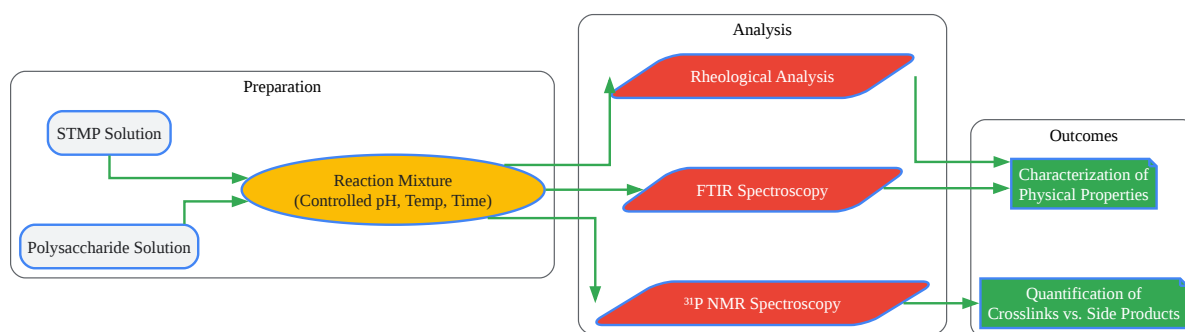 Preparation
STMP Solution
Polysaccharide Solution
Reaction Mixture
(Controlled pH, Temp, Time)
Analysis
Rheological Analysis
FTIR Spectroscopy
³¹P NMR Spectroscopy
Outcomes
Characterization of
Physical Properties
Quantification of
Crosslinks vs. Side Products